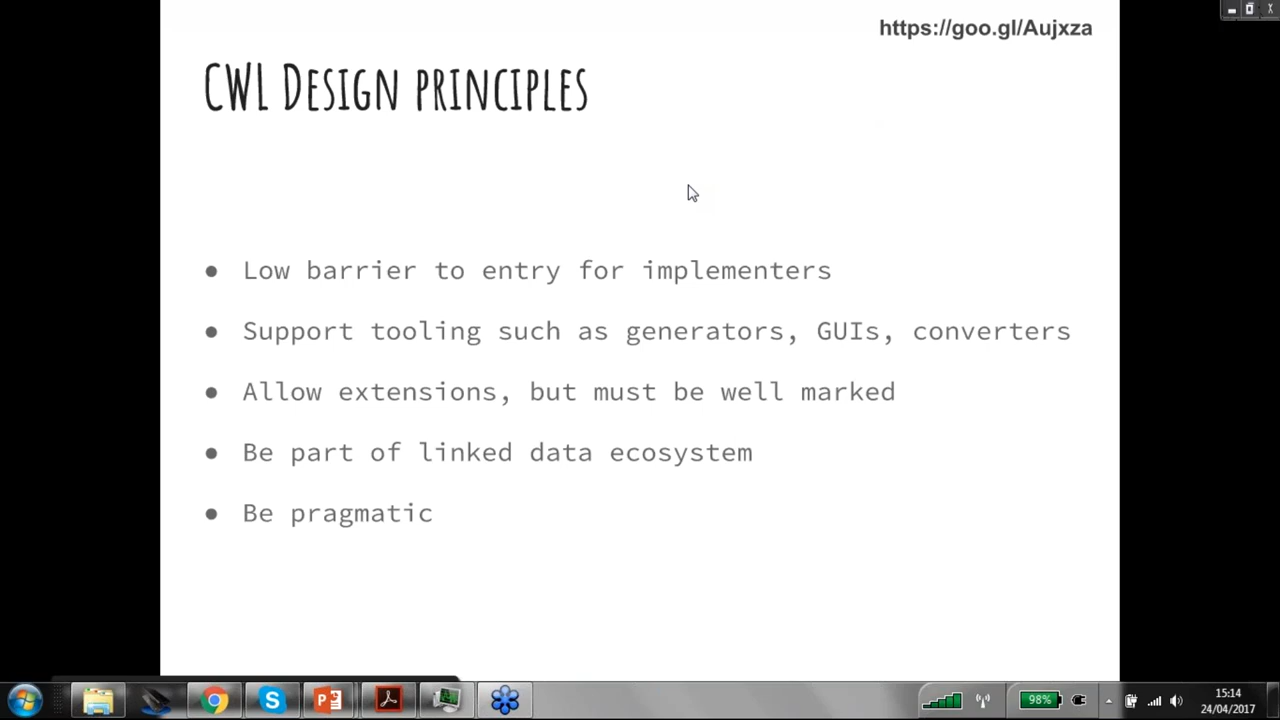 https://goo.gl/Aujxza
CWL Design principles
● Low barrier to entry for implementers
● Support tooling such as generators, GUIs, converters
● Allow extensions, but must be well marked
● Be part of linked data ecosystem
● Be pragmatic
98%
15:14
24/04/2017